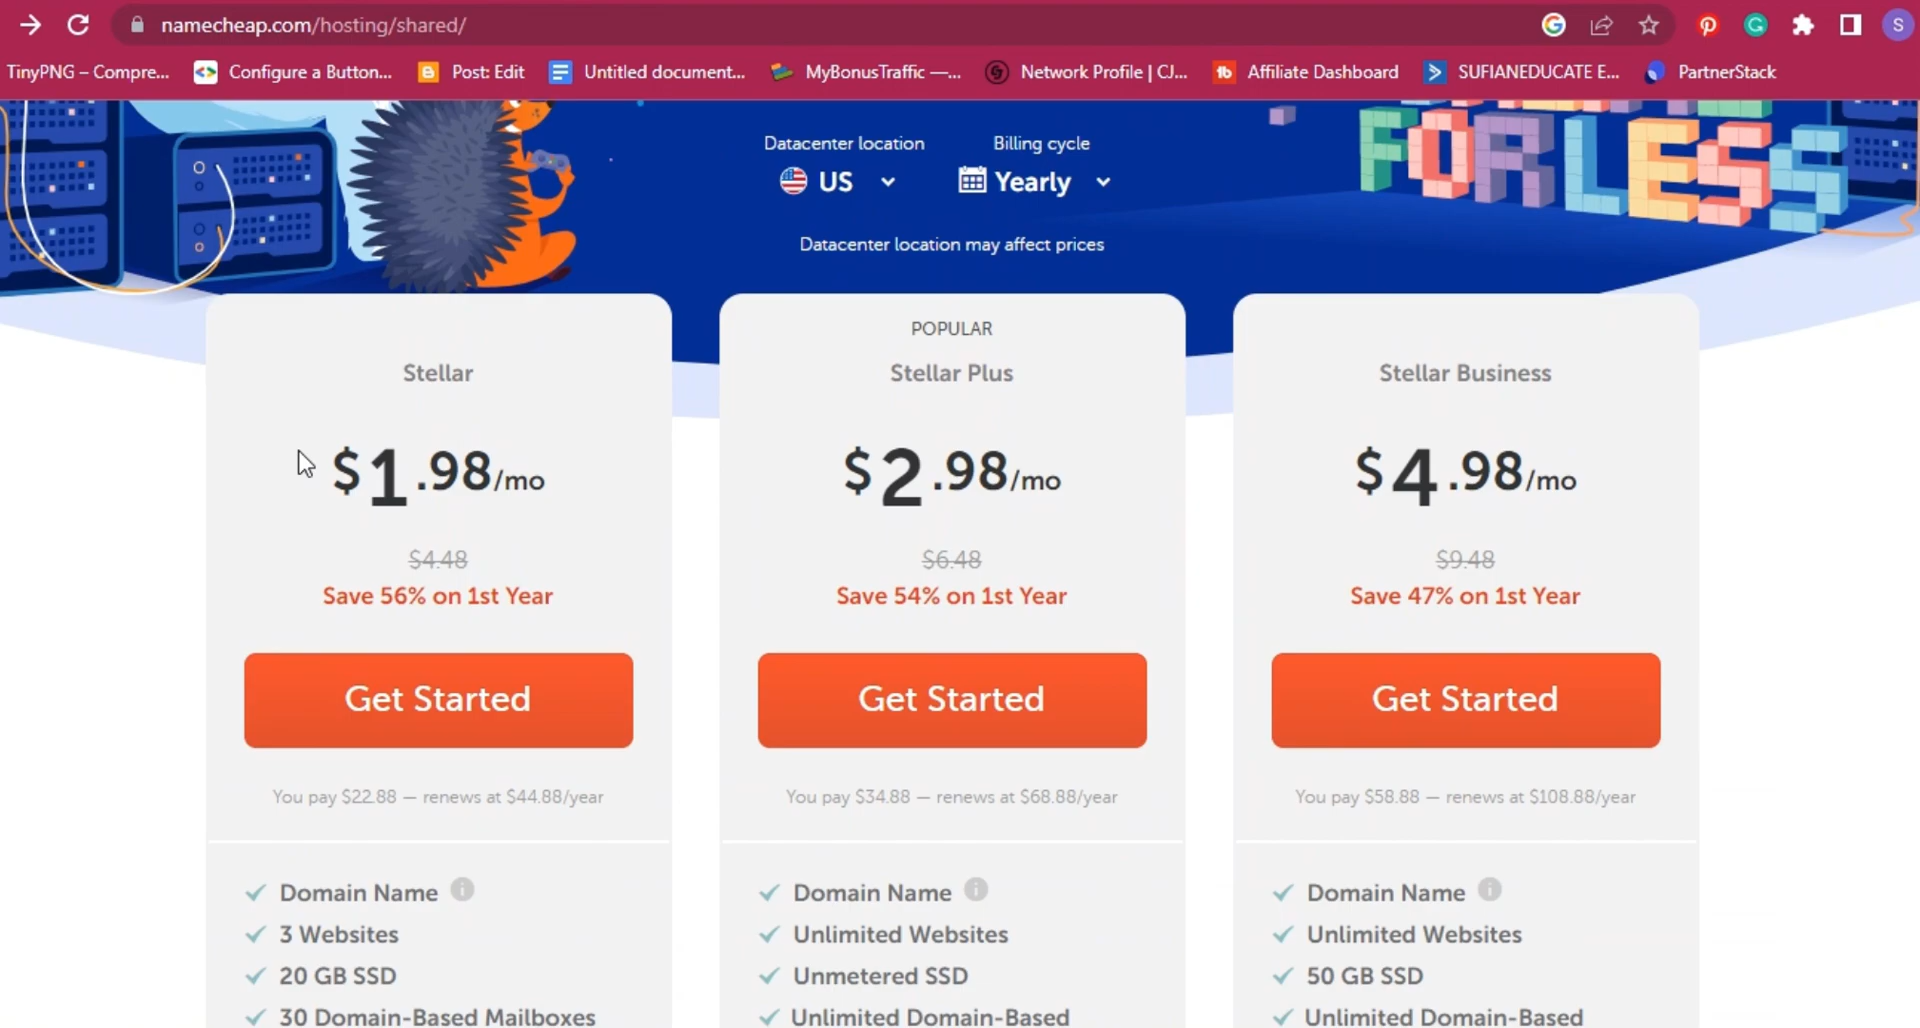 namecheap.com/hosting/shared/
S
TinyPNG – Compre...
Configure a Button...
Post: Edit
Untitled document...
MyBonusTraffic —...
Network Profile | CJ...
tb
Affiliate Dashboard
SUFIANEDUCATE E...
PartnerStack
FOR LESS
Datacenter location
Billing cycle
US
Yearly
Datacenter location may affect prices
Stellar
$1.98/mo
$4.48
Save 56% on 1st Year
Get Started
You pay $22.88 — renews at $44.88/year
Domain Name
3 Websites
20 GB SSD
30 Domain-Based Mailboxes
POPULAR
Stellar Plus
$2.98/mo
$6.48
Save 54% on 1st Year
Get Started
You pay $34.88 — renews at $68.88/year
Domain Name
Unlimited Websites
Unmetered SSD
Unlimited Domain-Based
Stellar Business
$4.98/mo
$9.48
Save 47% on 1st Year
Get Started
You pay $58.88 — renews at $108.88/year
Domain Name
Unlimited Websites
50 GB SSD
Unlimited Domain-Based